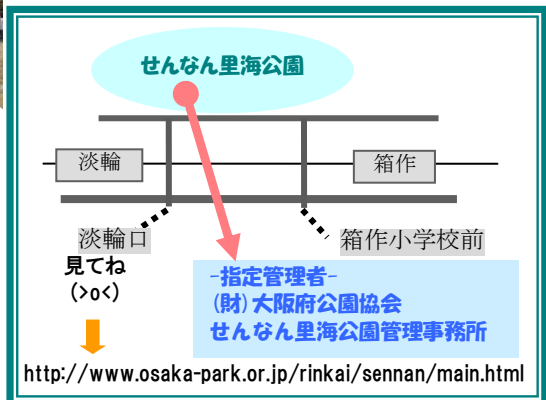 せんなん里海公園
淡輪
箱作
淡輪口
箱作小学校前
見てね
(>o<)
-指定管理者-
(財)大阪府公園協会
せんなん里海公園管理事務所
http://www.osaka-park.or.jp/rinkai/sennan/main.html